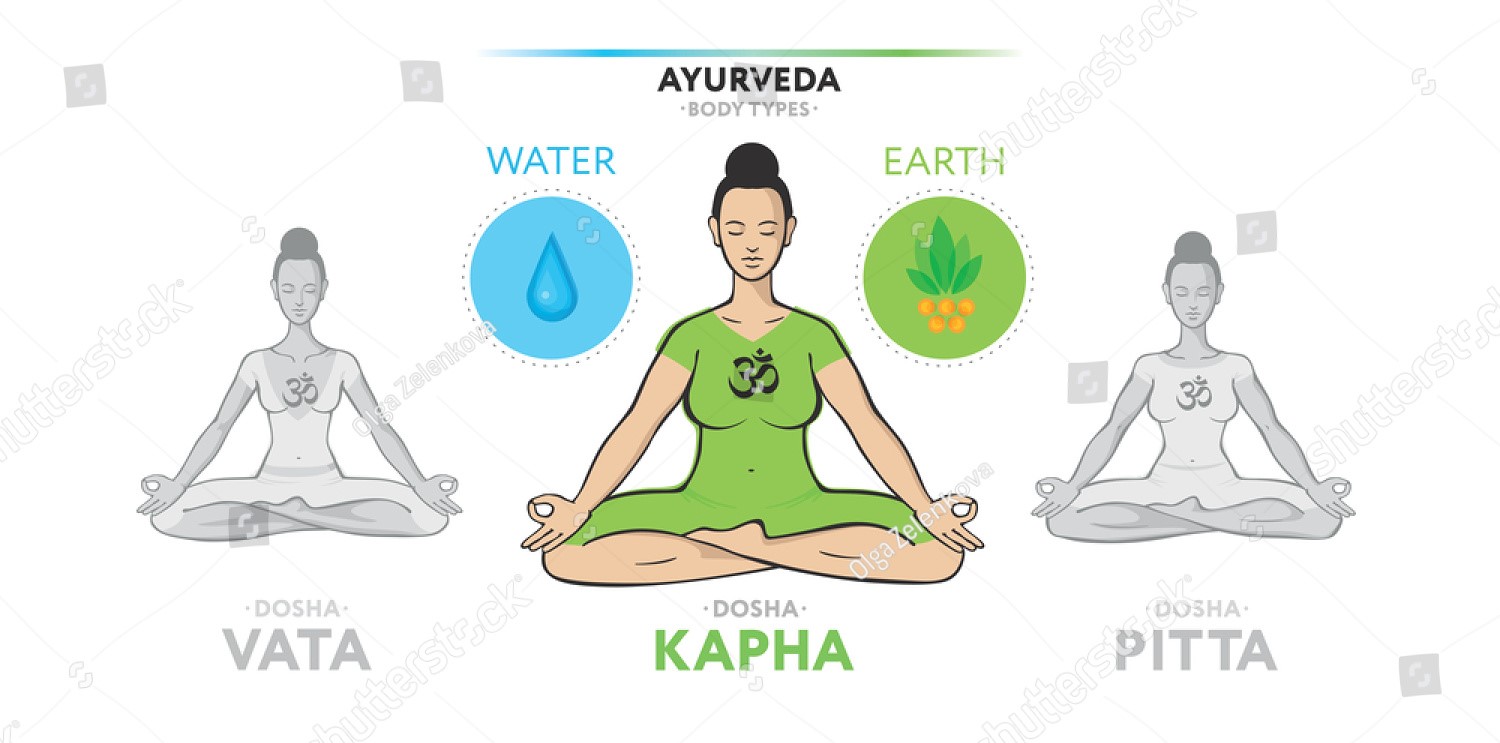 AYURVEDA
·BODY TYPES·
WATER
EARTH
ॐ
ॐ
ॐ
·DOSHA·
VATA
·DOSHA·
KAPHA
·DOSHA·
PITTA
shutterstock
shutterstock
shutterstock
shutterstock
shutterstock
shutterstock
Olga Zelenkova
Olga Zelenkova